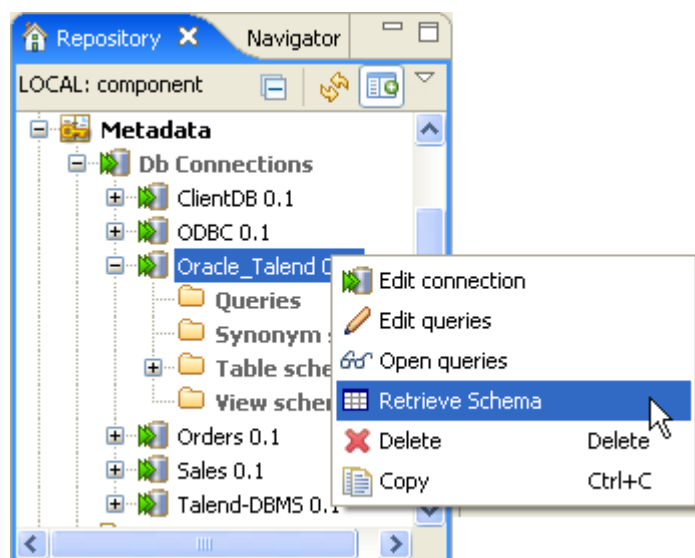 Repository Navigator
LOCAL: component
Metadata
Db Connections
ClientDB 0.1
ODBC 0.1
Oracle_Talend
Queries
Synonym
Table
View
Orders 0.1
Sales 0.1
Talend-DBMS 0.1
Edit connection
Edit queries
Open queries
Retrieve Schema
Delete Delete
Copy Ctrl+C